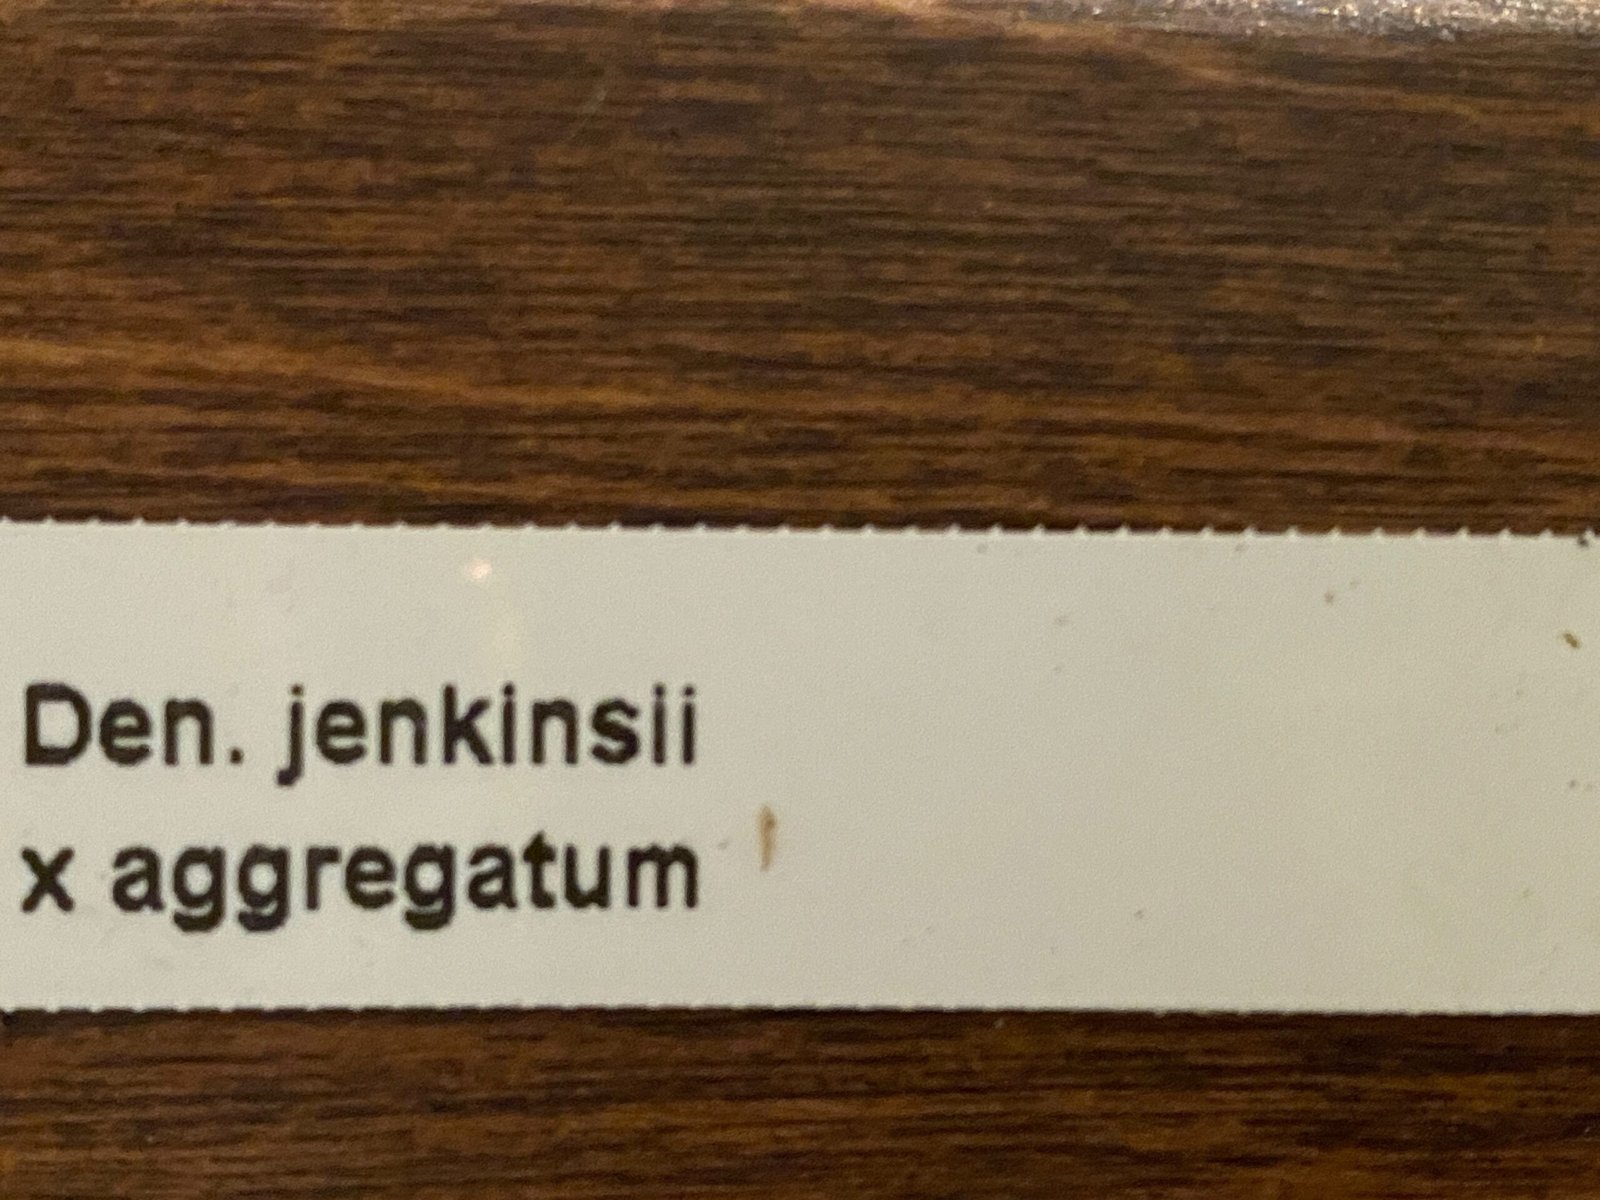 Den. jenkinsii
x aggregatum